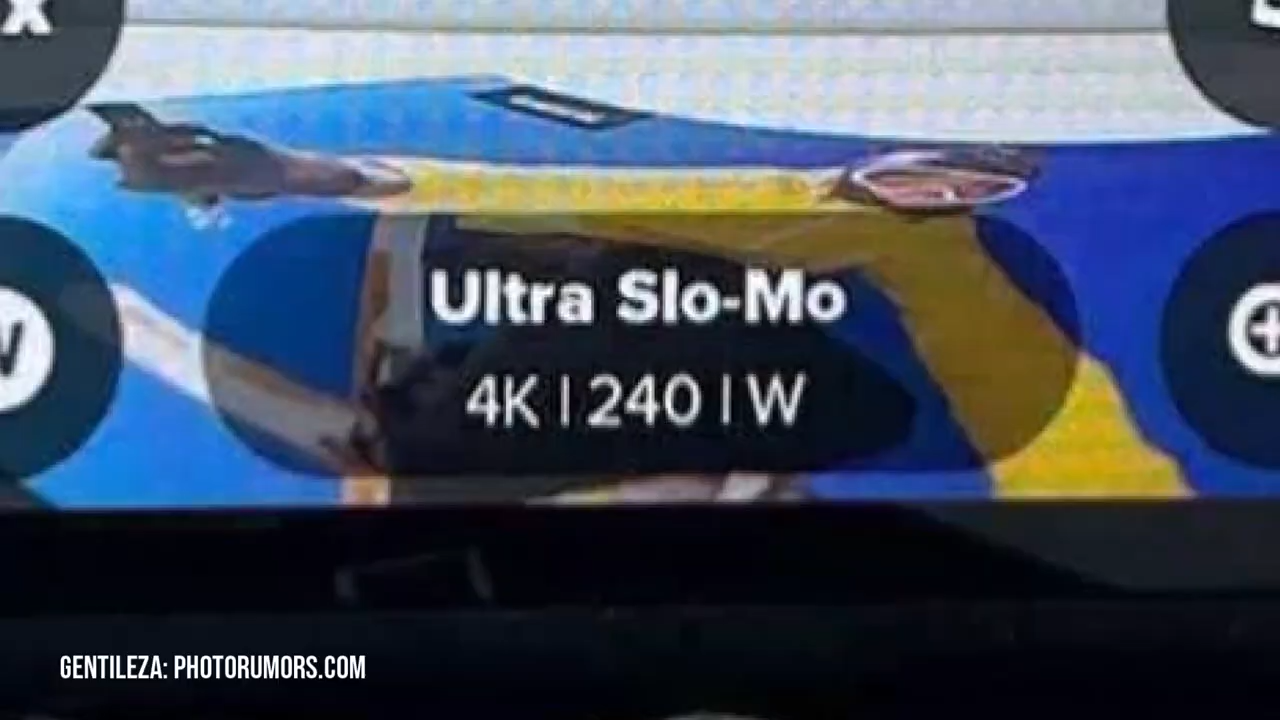 x
Ultra Slo-Mo
4K | 240 | W
W
GENTILEZA: PHOTORUMORS.COM